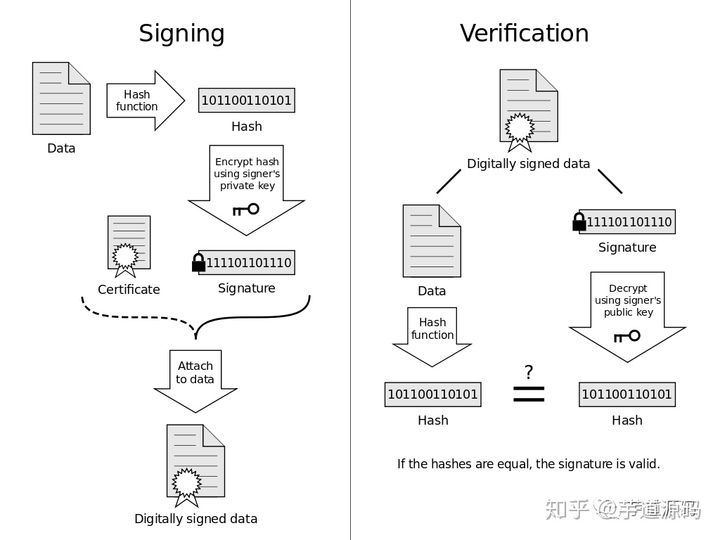 Signing
Hash
function
101100110101
Hash
Data
Encrypt hash
using signer's
private key
111101101110
Certificate
Signature
Attach
to data
Digitally signed data
Verification
Digitally signed data
111101101110
Signature
Data
Hash
function
Decrypt
using signer's
public key
101100110101
Hash
?
101100110101
Hash
If the hashes are equal, the signature is valid.
知乎 @芋道源码